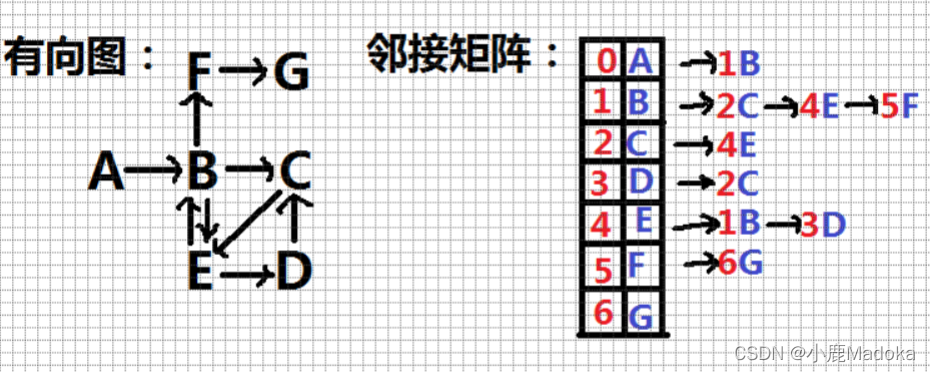 有向图：
F → G
A → B → C
E → D
邻接矩阵：
0 A → 1B
1 B → 2C → 4E → 5F
2 C → 4E
3 D → 2C
4 E → 1B → 3D
5 F → 6G
6 G
CSDN @小鹿Madoka